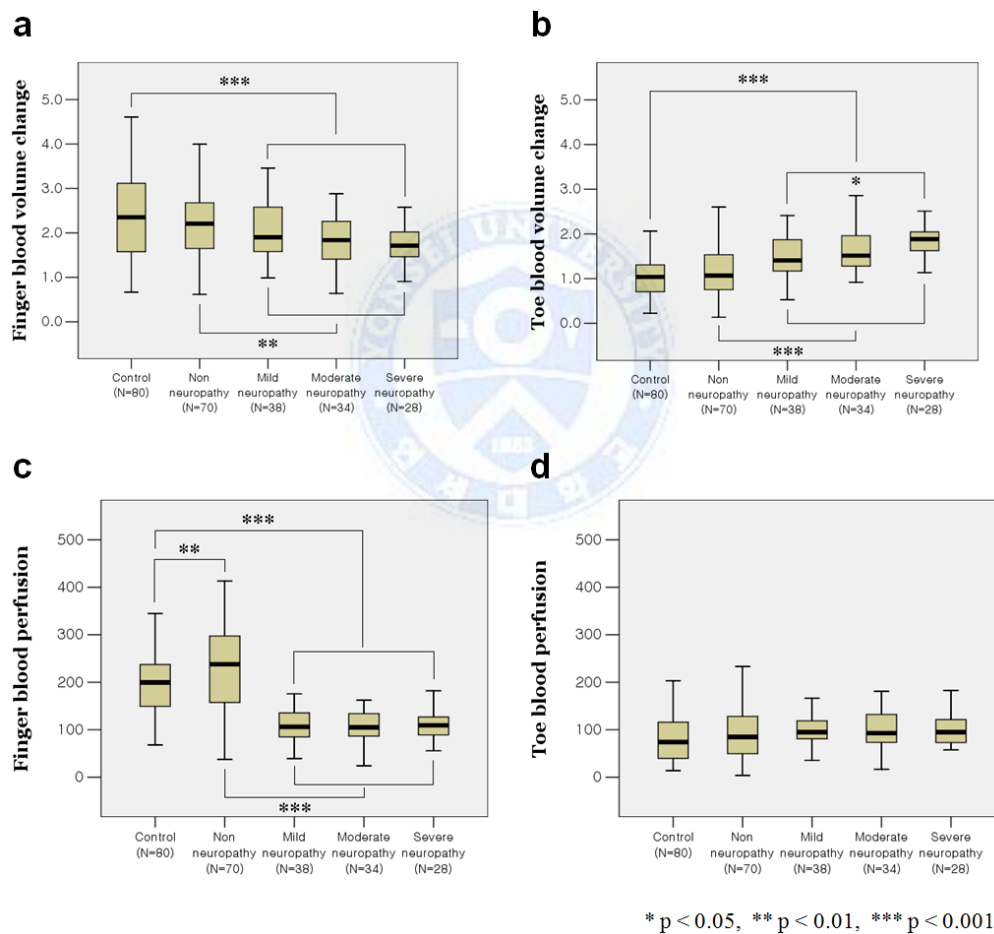 a
Finger blood volume change
5.0
4.0
3.0
2.0
1.0
0.0
***
**
Control
(N=80)
Non
neuropathy
(N=70)
Mild
neuropathy
(N=38)
Moderate
neuropathy
(N=34)
Severe
neuropathy
(N=28)
b
Toe blood volume change
5.0
4.0
3.0
2.0
1.0
0.0
***
*
***
Control
(N=80)
Non
neuropathy
(N=70)
Mild
neuropathy
(N=38)
Moderate
neuropathy
(N=34)
Severe
neuropathy
(N=28)
YONSEI UNIVERSITY
1885
c
Finger blood perfusion
500
400
300
200
100
0
***
**
***
Control
(N=80)
Non
neuropathy
(N=70)
Mild
neuropathy
(N=38)
Moderate
neuropathy
(N=34)
Severe
neuropathy
(N=28)
d
Toe blood perfusion
500
400
300
200
100
0
Control
(N=80)
Non
neuropathy
(N=70)
Mild
neuropathy
(N=38)
Moderate
neuropathy
(N=34)
Severe
neuropathy
(N=28)
* p < 0.05, ** p < 0.01, *** p < 0.001